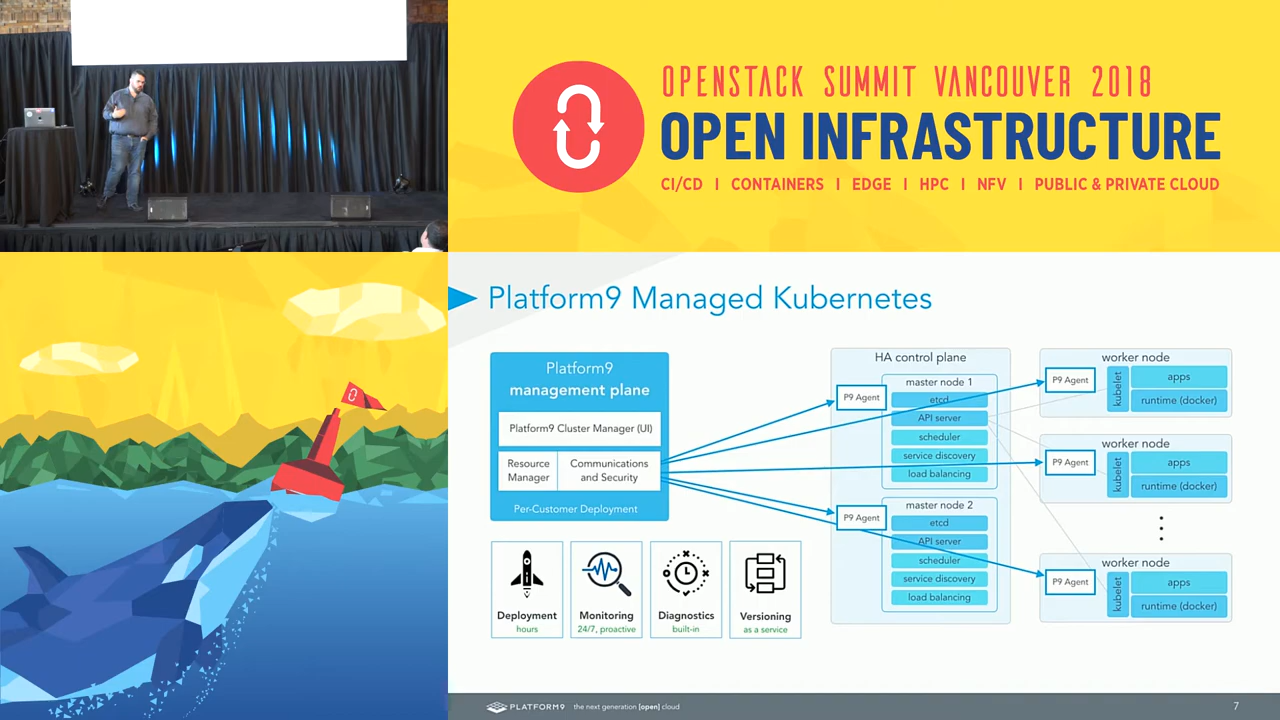 OPENSTACK SUMMIT VANCOUVER 2018
OPEN INFRASTRUCTURE
CI/CD | CONTAINERS | EDGE | HPC | NFV | PUBLIC & PRIVATE CLOUD
Platform9 Managed Kubernetes
Platform9
management plane
Platform9 Cluster Manager (UI)
Resource
Manager
Communications
and Security
Per-Customer Deployment
Deployment
hours
Monitoring
24/7, proactive
Diagnostics
built-in
Versioning
as a service
HA control plane
P9 Agent
master node 1
etcd
API server
scheduler
service discovery
load balancing
P9 Agent
master node 2
etcd
API server
scheduler
service discovery
load balancing
worker node
P9 Agent
kubelet
apps
runtime (docker)
worker node
P9 Agent
kubelet
apps
runtime (docker)
worker node
P9 Agent
kubelet
apps
runtime (docker)
PLATFORM9
the next generation [open] cloud
7